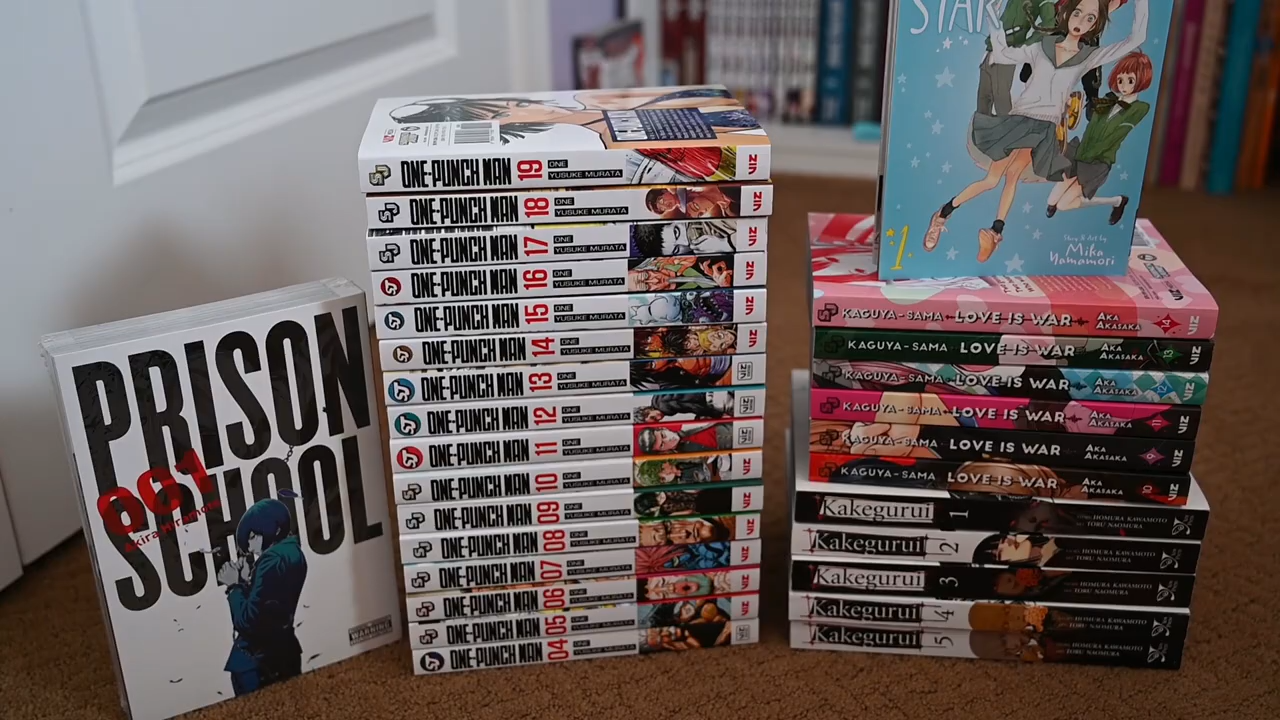 PRISON
SCHOOL
001
Akira Hiramoto
WARNING
ONE-PUNCH MAN 19 ONE YUSUKE MURATA VIZ
ONE-PUNCH MAN 18 ONE YUSUKE MURATA VIZ
ONE-PUNCH MAN 17 ONE YUSUKE MURATA VIZ
ONE-PUNCH MAN 16 ONE YUSUKE MURATA VIZ
ONE-PUNCH MAN 15 ONE YUSUKE MURATA VIZ
ONE-PUNCH MAN 14 ONE YUSUKE MURATA VIZ
ONE-PUNCH MAN 13 ONE YUSUKE MURATA VIZ
ONE-PUNCH MAN 12 ONE YUSUKE MURATA VIZ
ONE-PUNCH MAN 11 ONE YUSUKE MURATA VIZ
ONE-PUNCH MAN 10 ONE YUSUKE MURATA VIZ
ONE-PUNCH MAN 09 ONE YUSUKE MURATA VIZ
ONE-PUNCH MAN 08 ONE YUSUKE MURATA VIZ
ONE-PUNCH MAN 07 ONE YUSUKE MURATA VIZ
ONE-PUNCH MAN 06 ONE YUSUKE MURATA VIZ
ONE-PUNCH MAN 05 ONE YUSUKE MURATA VIZ
ONE-PUNCH MAN 04 ONE YUSUKE MURATA VIZ
STAR
1
Story & Art by
Mika
Yamamori
KAGUYA-SAMA LOVE IS WAR AKA AKASAKA 14 VIZ
KAGUYA-SAMA LOVE IS WAR AKA AKASAKA 13 VIZ
KAGUYA-SAMA LOVE IS WAR AKA AKASAKA 12 VIZ
KAGUYA-SAMA LOVE IS WAR AKA AKASAKA 11 VIZ
KAGUYA-SAMA LOVE IS WAR AKA AKASAKA 9 VIZ
KAGUYA-SAMA LOVE IS WAR AKA AKASAKA 10 VIZ
Kakegurui 1 HOMURA KAWAMOTO TORU NAOMURA
Kakegurui 2 HOMURA KAWAMOTO TORU NAOMURA
Kakegurui 3 HOMURA KAWAMOTO TORU NAOMURA
Kakegurui 4 HOMURA KAWAMOTO TORU NAOMURA
Kakegurui 5 HOMURA KAWAMOTO TORU NAOMURA